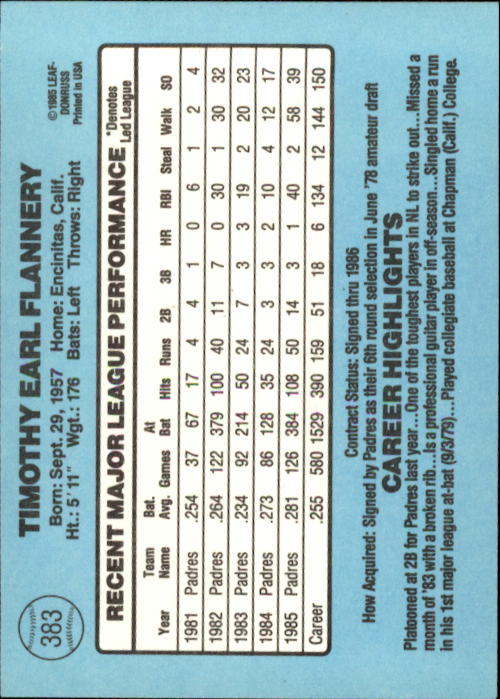 383
TIMOTHY EARL FLANNERY
©1985 LEAF-
DONRUSS
Printed in USA
Born: Sept. 29, 1957 Home: Encinitas, Calif.
Ht.: 5'11" Wgt.: 176 Bats: Left Throws: Right
RECENT MAJOR LEAGUE PERFORMANCE *Denotes Led League
Year Team Name Bat. Avg. Games At Bat Hits Runs 2B 3B HR RBI Steal Walk SO
1981 Padres .254 37 67 17 4 4 1 0 6 1 2 4
1982 Padres .264 122 379 100 40 11 7 0 30 1 30 32
1983 Padres .234 92 214 50 24 7 3 3 19 2 20 23
1984 Padres .273 86 128 35 24 3 3 2 10 4 12 17
1985 Padres .281 126 384 108 50 14 3 1 40 2 58 39
Career .255 580 1529 390 159 51 18 6 134 12 144 150
Contract Status: Signed thru 1986
How Acquired: Signed by Padres as their 6th round selection in June '78 amateur draft
CAREER HIGHLIGHTS
Platooned at 2B for Padres last year...One of the toughest players in NL to strike out...Missed a
month of '83 with a broken rib...Is a professional guitar player in off-season...Singled home a run
in his 1st major league at-bat (9/3/79)...Played collegiate baseball at Chapman (Calif.) College.